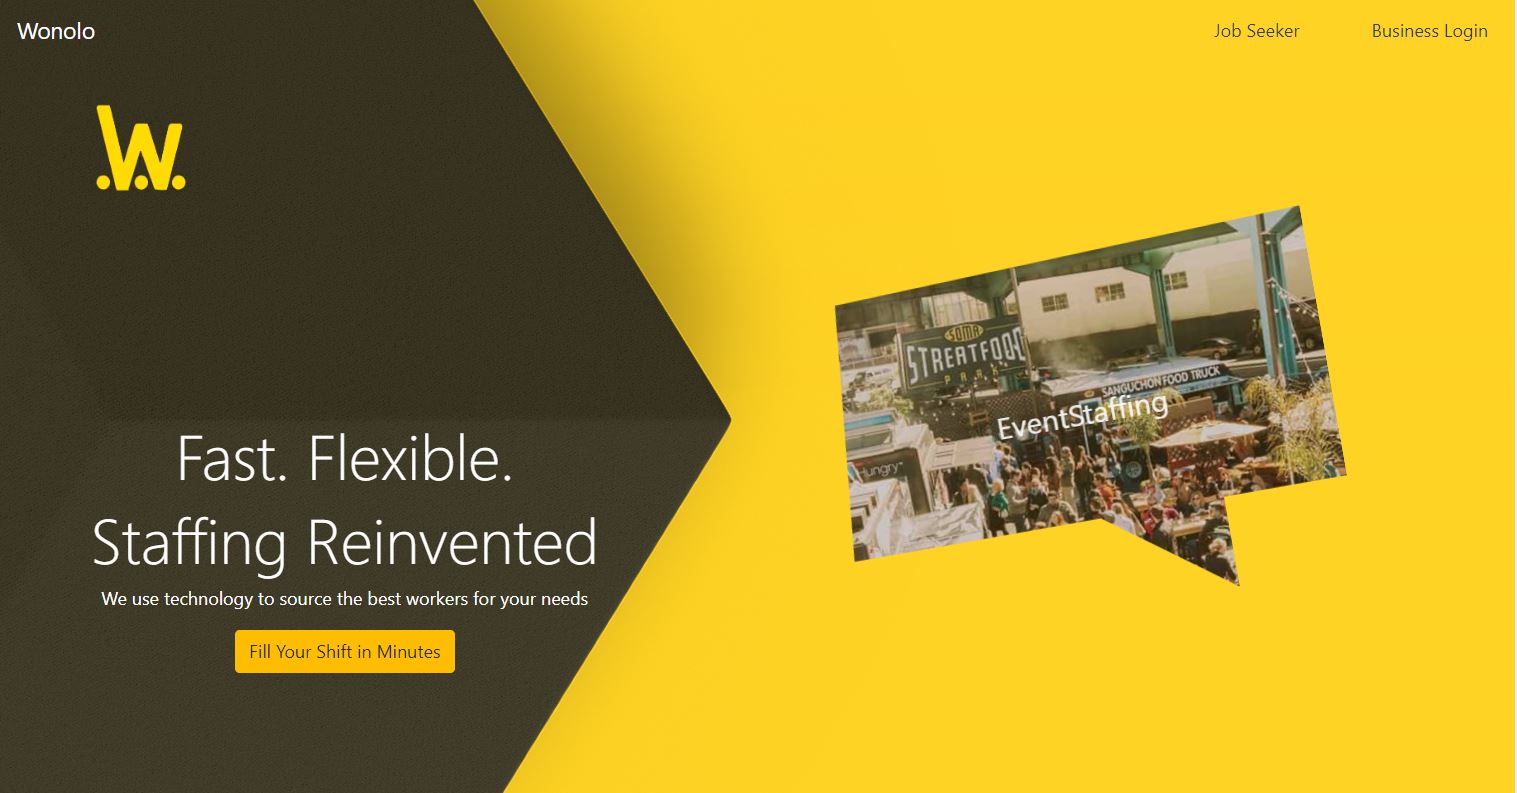 Wonolo
Job Seeker
Business Login
W
Fast. Flexible.
Staffing Reinvented
We use technology to source the best workers for your needs
Fill Your Shift in Minutes
SOMA
STREATFOOD
PARK
SANGUCHON FOOD TRUCK
EventStaffing
Hungry™